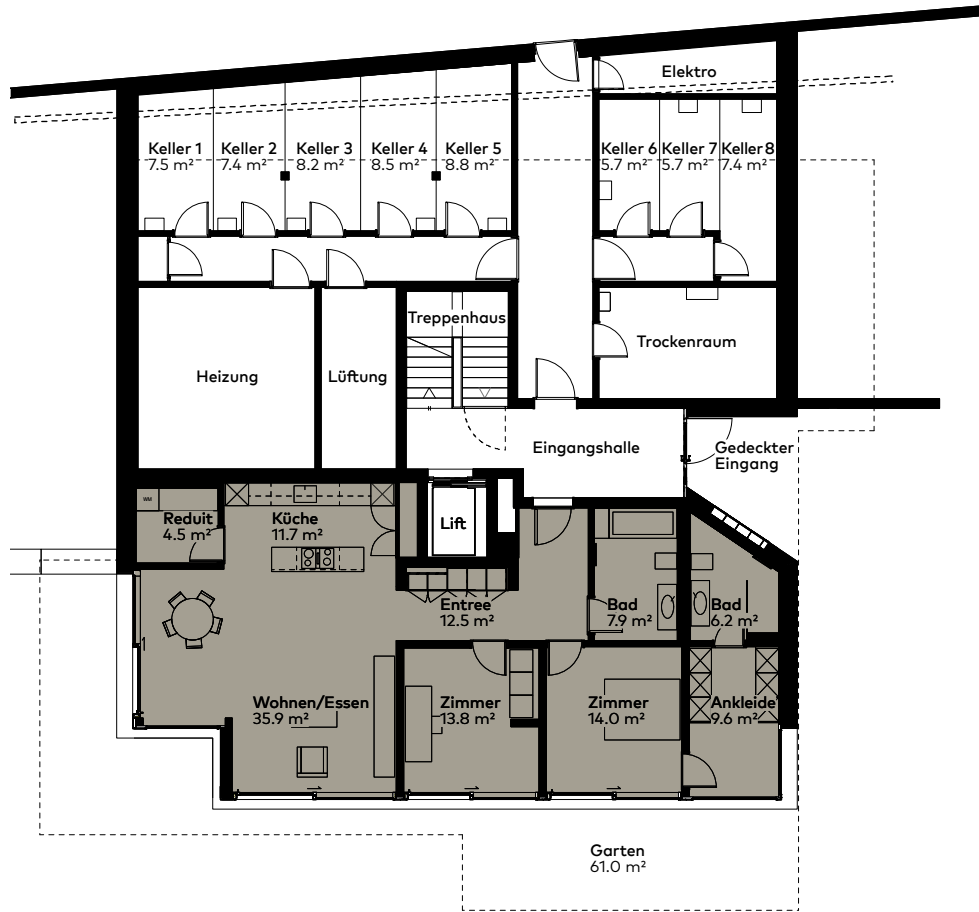 Elektro
Keller 1
7.5 m²
Keller 2
7.4 m²
Keller 3
8.2 m²
Keller 4
8.5 m²
Keller 5
8.8 m²
Keller 6
5.7 m²
Keller 7
5.7 m²
Keller 8
7.4 m²
Treppenhaus
Trockenraum
Heizung
Lüftung
Eingangshalle
Gedeckter
Eingang
WM
Reduit
4.5 m²
Küche
11.7 m²
Lift
Entree
12.5 m²
Bad
7.9 m²
Bad
6.2 m²
Wohnen/Essen
35.9 m²
Zimmer
13.8 m²
Zimmer
14.0 m²
Ankleide
9.6 m²
Garten
61.0 m²